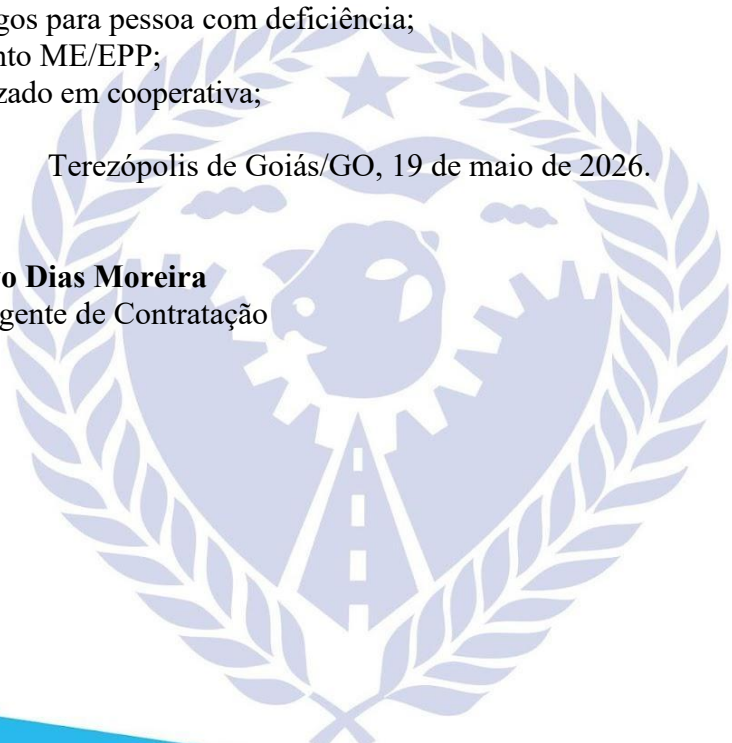 gos para pessoa com deficiência;
nto ME/EPP;
zado em cooperativa;
Terezópolis de Goiás/GO, 19 de maio de 2026.
o Dias Moreira
gente de Contratação